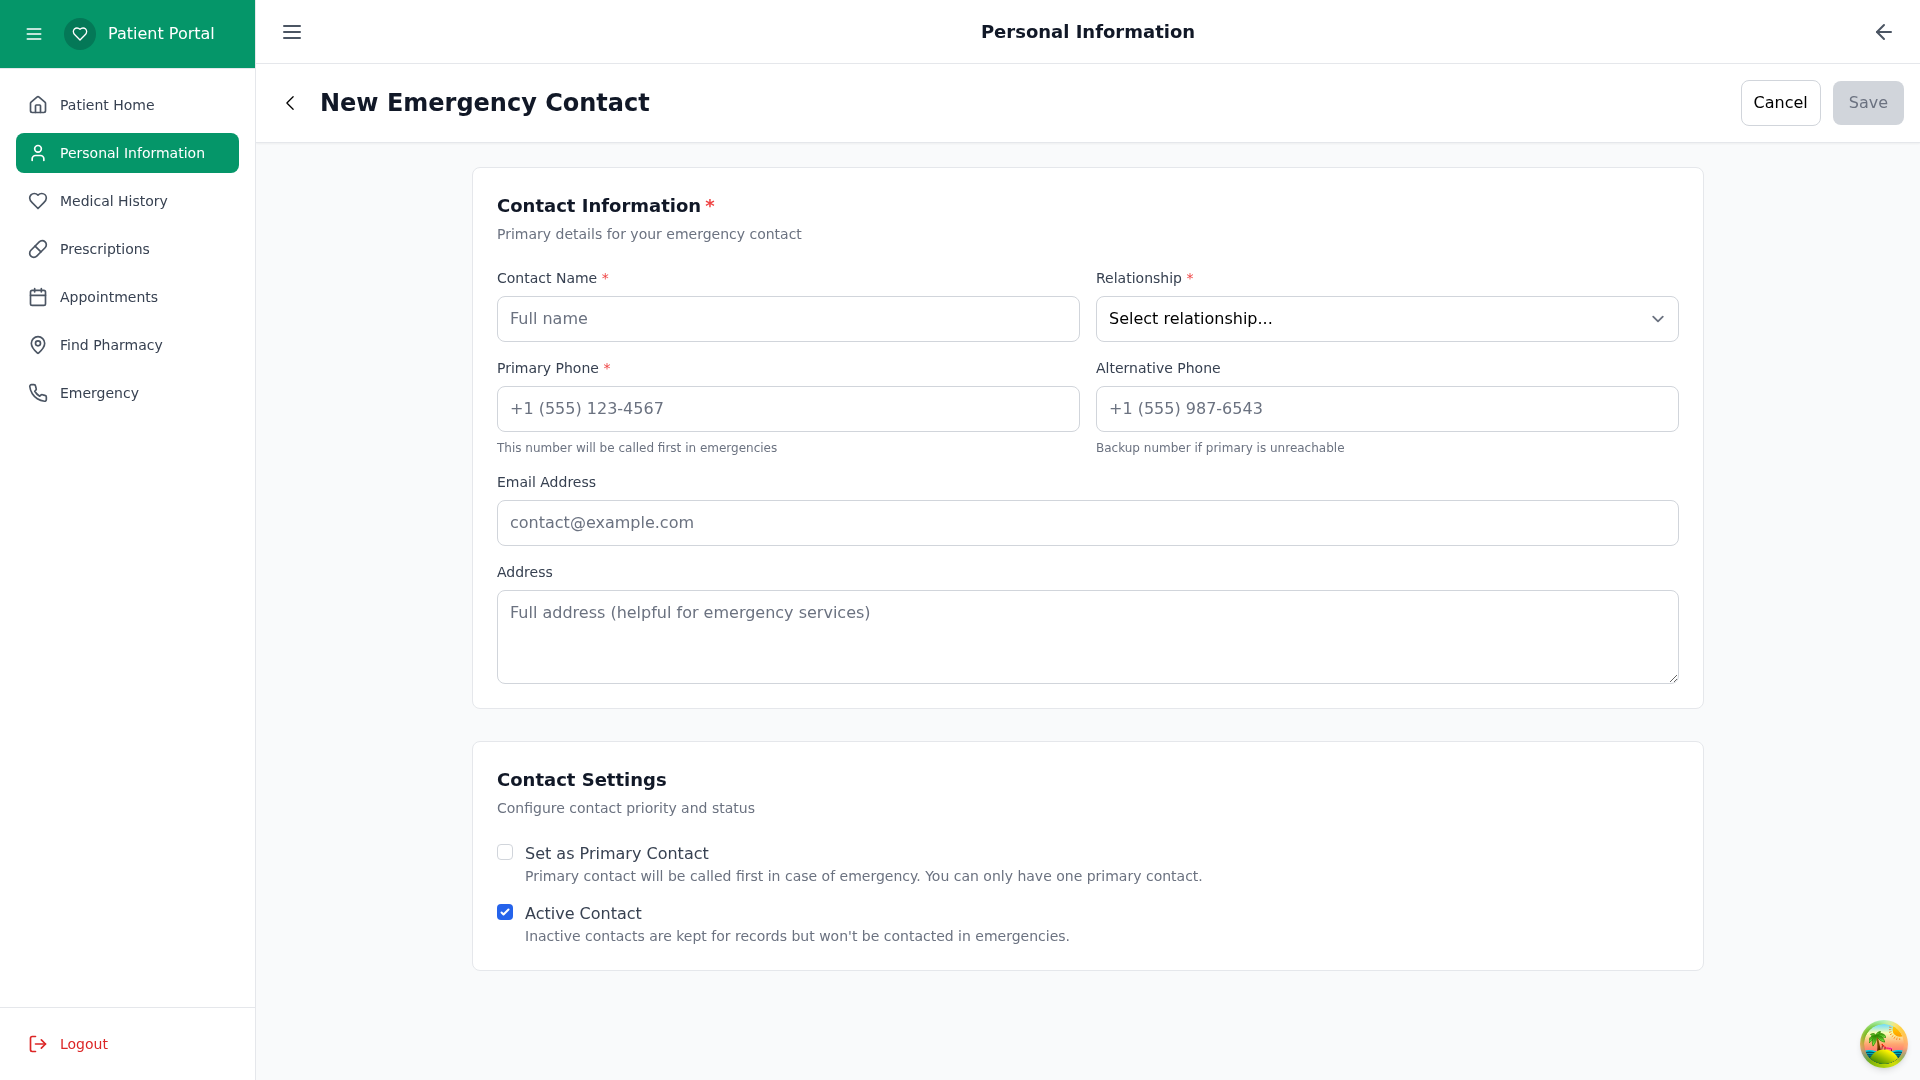 Patient Portal
Patient Home
Personal Information
Medical History
Prescriptions
Appointments
Find Pharmacy
Emergency
Logout
Personal Information
New Emergency Contact
Cancel
Save
Contact Information *
Primary details for your emergency contact
Contact Name *
Full name
Relationship *
Select relationship...
Primary Phone *
+1 (555) 123-4567
This number will be called first in emergencies
Alternative Phone
+1 (555) 987-6543
Backup number if primary is unreachable
Email Address
contact@example.com
Address
Full address (helpful for emergency services)
Contact Settings
Configure contact priority and status
Set as Primary Contact
Primary contact will be called first in case of emergency. You can only have one primary contact.
Active Contact
Inactive contacts are kept for records but won't be contacted in emergencies.